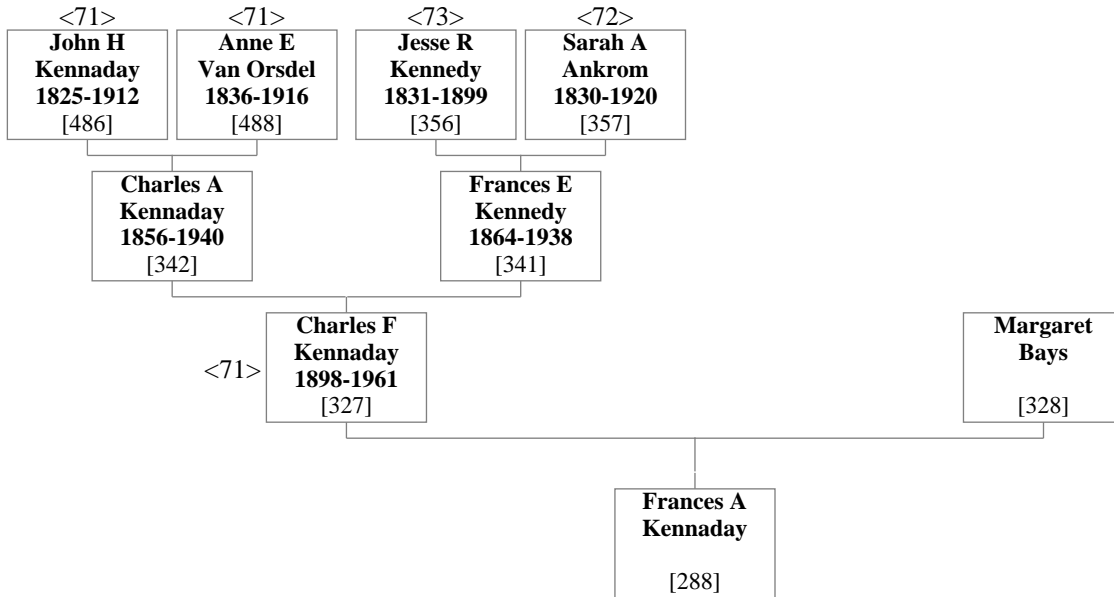 <71>
<71>
<73>
<72>
John H
Kennaday
1825-1912
[486]
Anne E
Van Orsdel
1836-1916
[488]
Jesse R
Kennedy
1831-1899
[356]
Sarah A
Ankrom
1830-1920
[357]
Charles A
Kennaday
1856-1940
[342]
Frances E
Kennedy
1864-1938
[341]
<71>
Charles F
Kennaday
1898-1961
[327]
Margaret
Bays
[328]
Frances A
Kennaday
[288]